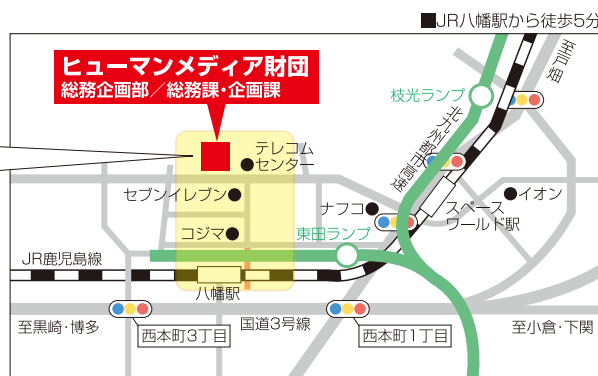 ■JR八幡駅から徒歩5分
至戸畑
ヒューマンメディア財団
総務企画部／総務課・企画課
枝光ランプ
北九州都市高速
テレコム
センター
セブンイレブン
イオン
ナフコ
スペース
ワールド駅
コジマ
東田ランプ
JR鹿児島線
八幡駅
至黒崎・博多
国道3号線
至小倉・下関
西本町3丁目
西本町1丁目